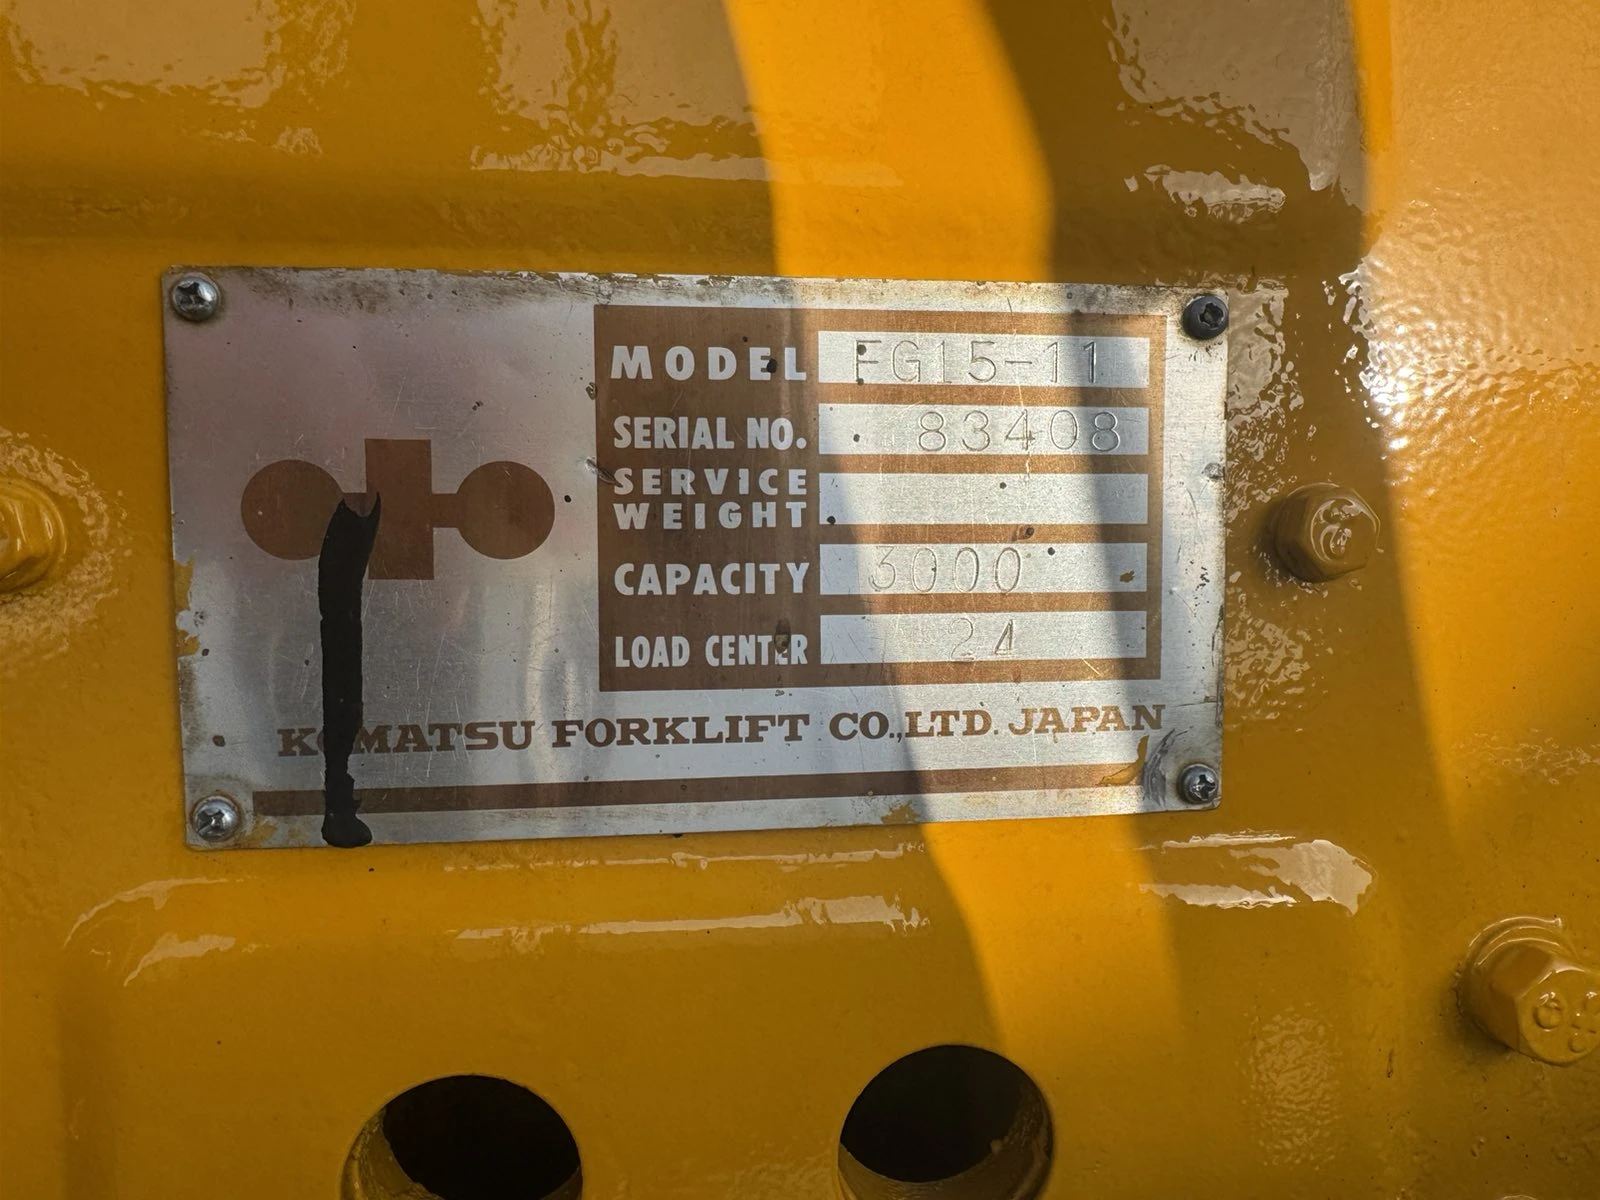 MODEL FG15-11
SERIAL NO. 83408
SERVICE WEIGHT
CAPACITY 3000
LOAD CENTER 24
KOMATSU FORKLIFT CO.,LTD. JAPAN